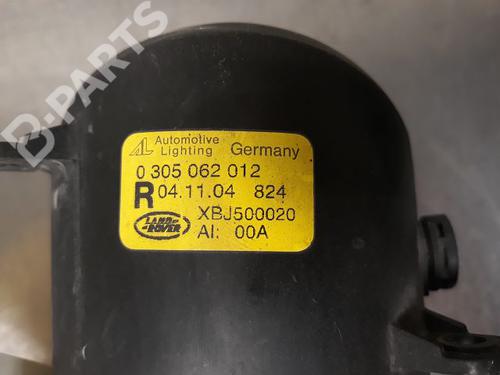 B-PARTS
AL Automotive Lighting Germany
0 305 062 012
R 04.11.04 824
LAND-ROVER XBJ500020
AI: 00A